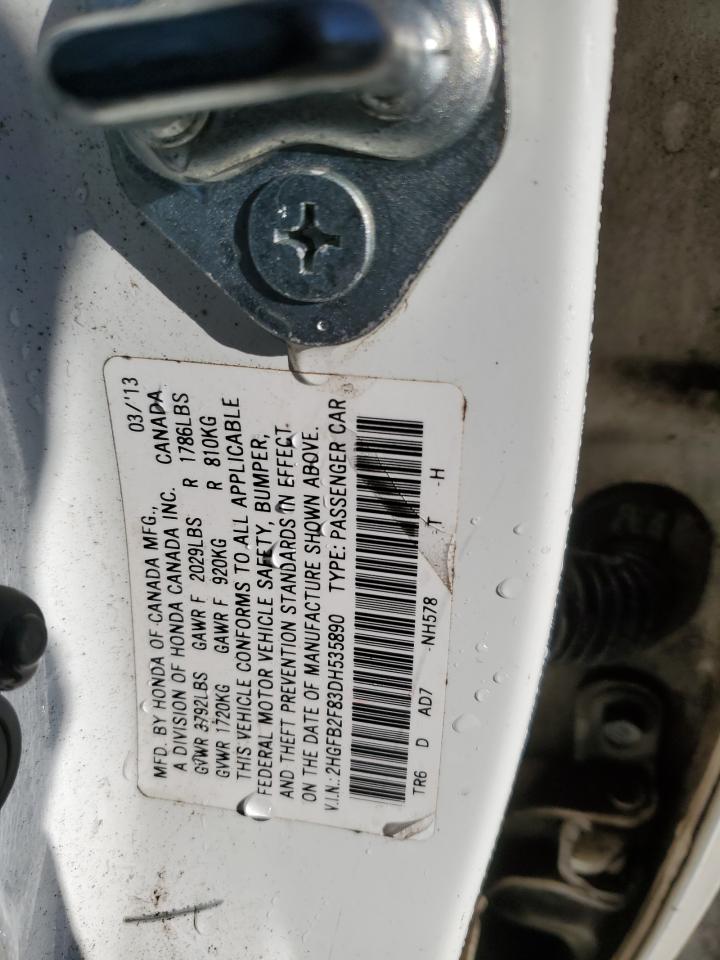 MFD. BY HONDA OF CANADA MFG., 03/'13
A DIVISION OF HONDA CANADA INC. CANADA
GVWR 3792LBS GAWR F 2029LBS R 1786LBS
GVWR 1720KG GAWR F 920KG R 810KG
THIS VEHICLE CONFORMS TO ALL APPLICABLE
FEDERAL MOTOR VEHICLE SAFETY, BUMPER,
AND THEFT PREVENTION STANDARDS IN EFFECT
ON THE DATE OF MANUFACTURE SHOWN ABOVE.
V.I.N.: 2HGFB2F83DH535890 TYPE: PASSENGER CAR
TR6 D AD7 -NH578 -T -H